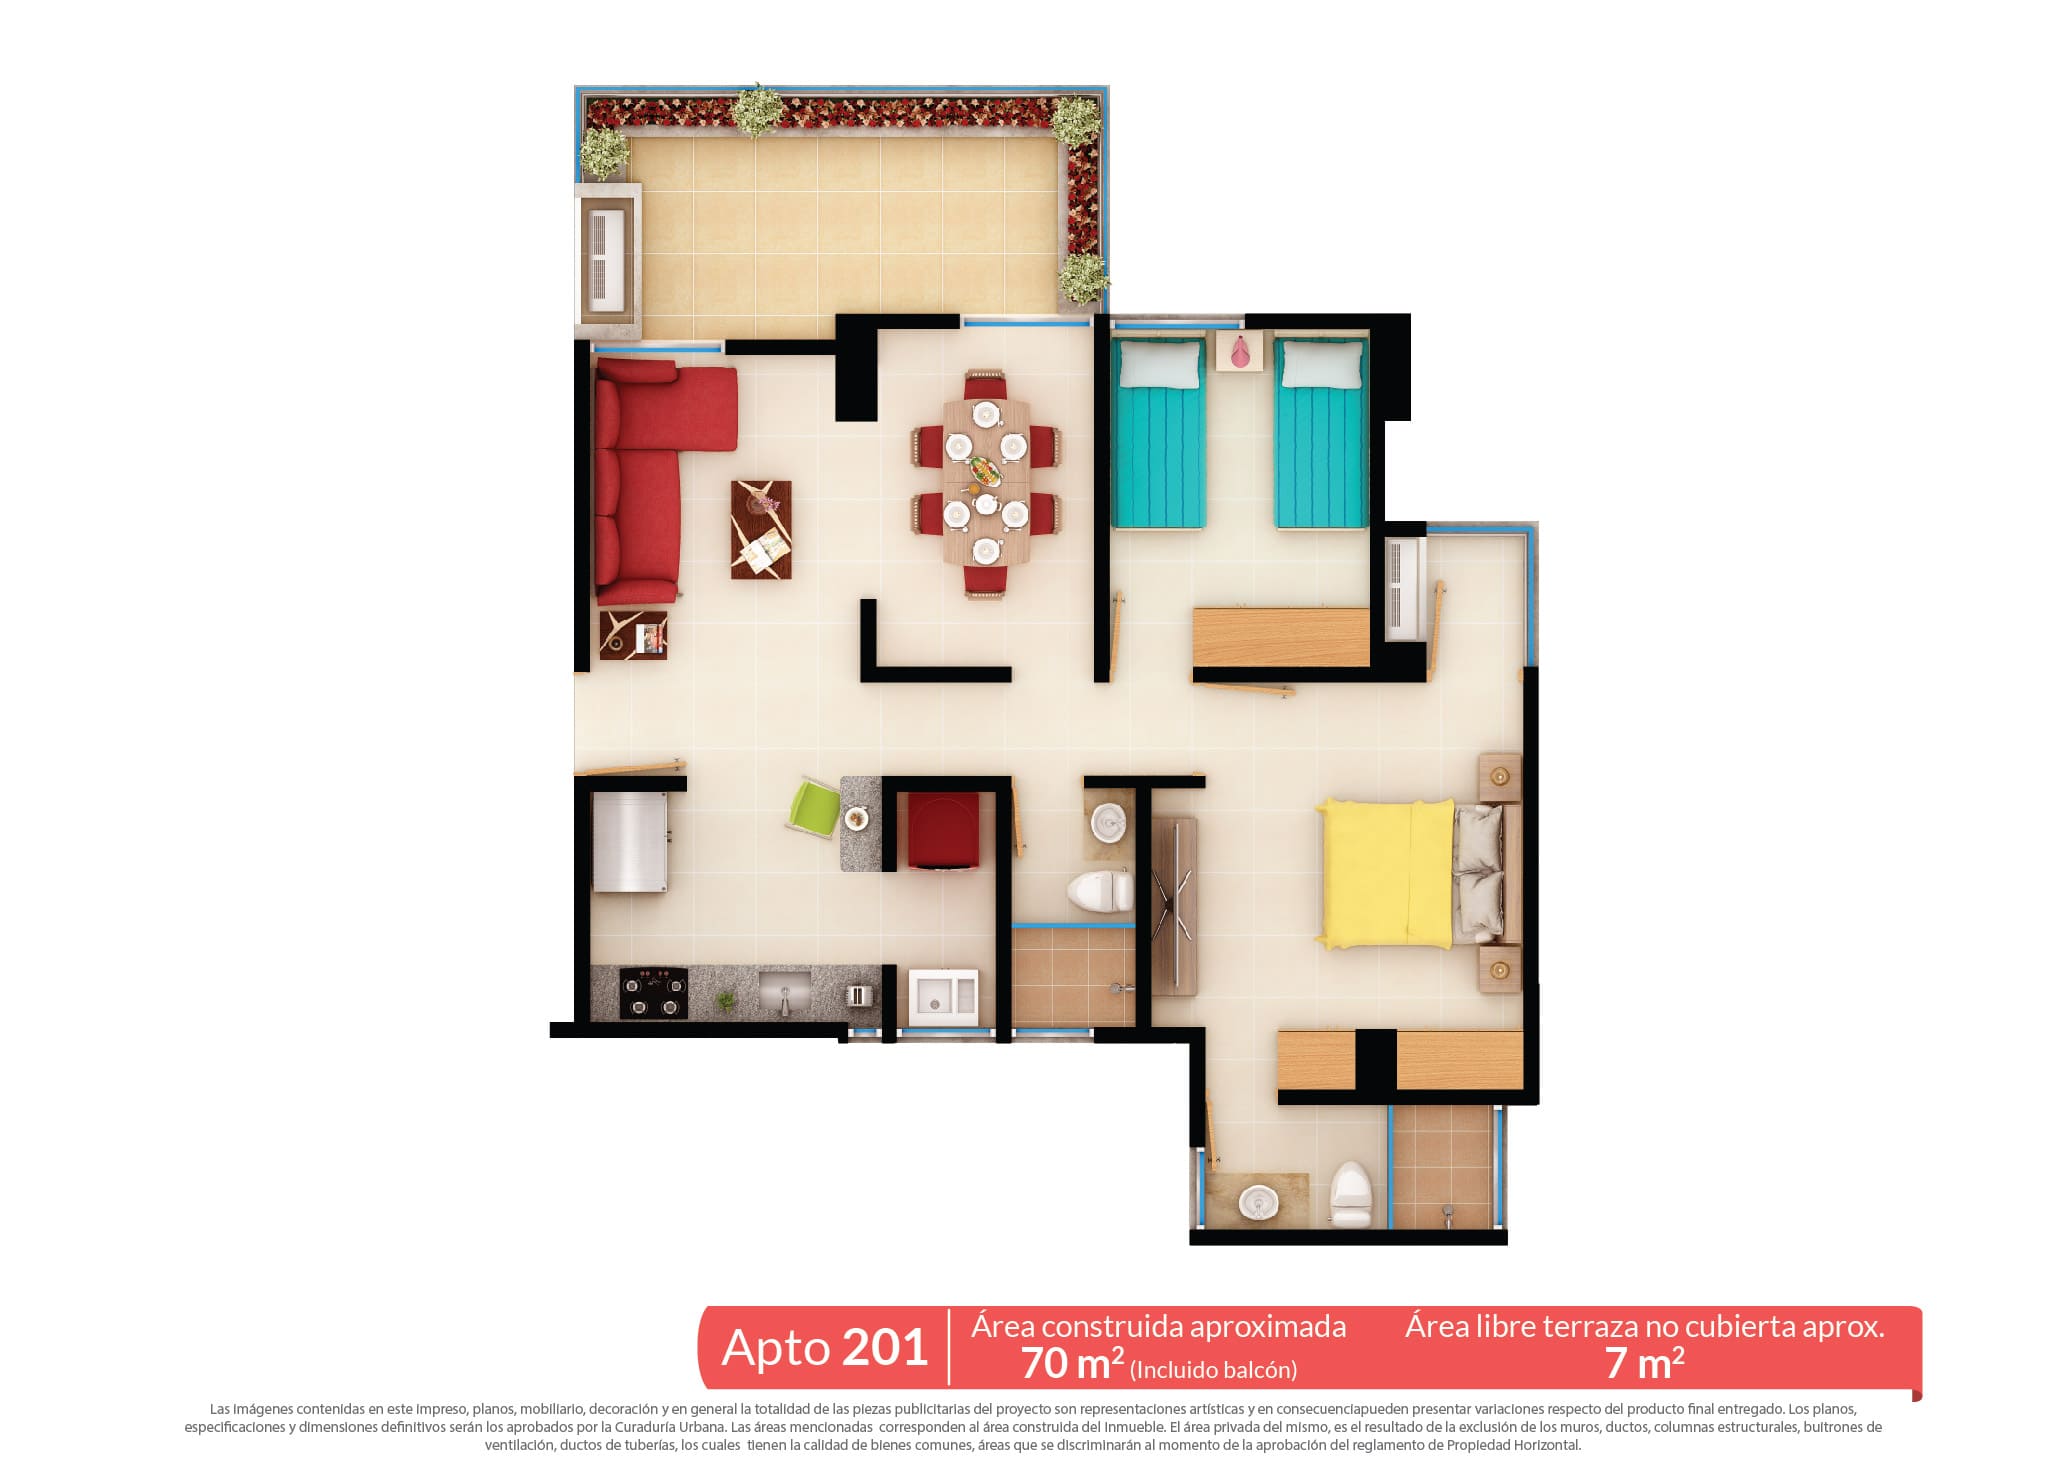 Apto 201
Área construida aproximada
70 m² (Incluido balcón)
Área libre terraza no cubierta aprox.
7 m²
Las imágenes contenidas en este impreso, planos, mobiliario, decoración y en general la totalidad de las piezas publicitarias del proyecto son representaciones artísticas y en consecuenciapueden presentar variaciones respecto del producto final entregado. Los planos,
especificaciones y dimensiones definitivos serán los aprobados por la Curaduría Urbana. Las áreas mencionadas corresponden al área construida del Inmueble. El área privada del mismo, es el resultado de la exclusión de los muros, ductos, columnas estructurales, buitrones de
ventilación, ductos de tuberías, los cuales tienen la calidad de bienes comunes, áreas que se discriminarán al momento de la aprobación del reglamento de Propiedad Horizontal.